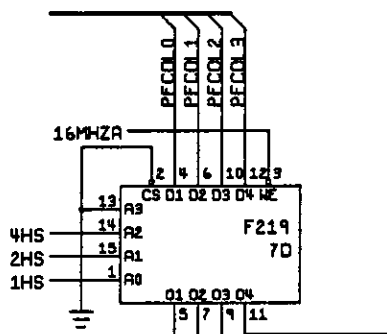 PFCOL0 PFCOL1 PFCOL2 PFCOL3
16MHZA
2 4 6 10 12 3
CS D1 D2 D3 D4 WE
13 A3
F219
4HS 14 A2
7D
2HS 15 A1
1HS 1 A0
O1 O2 O3 O4
5 7 9 11